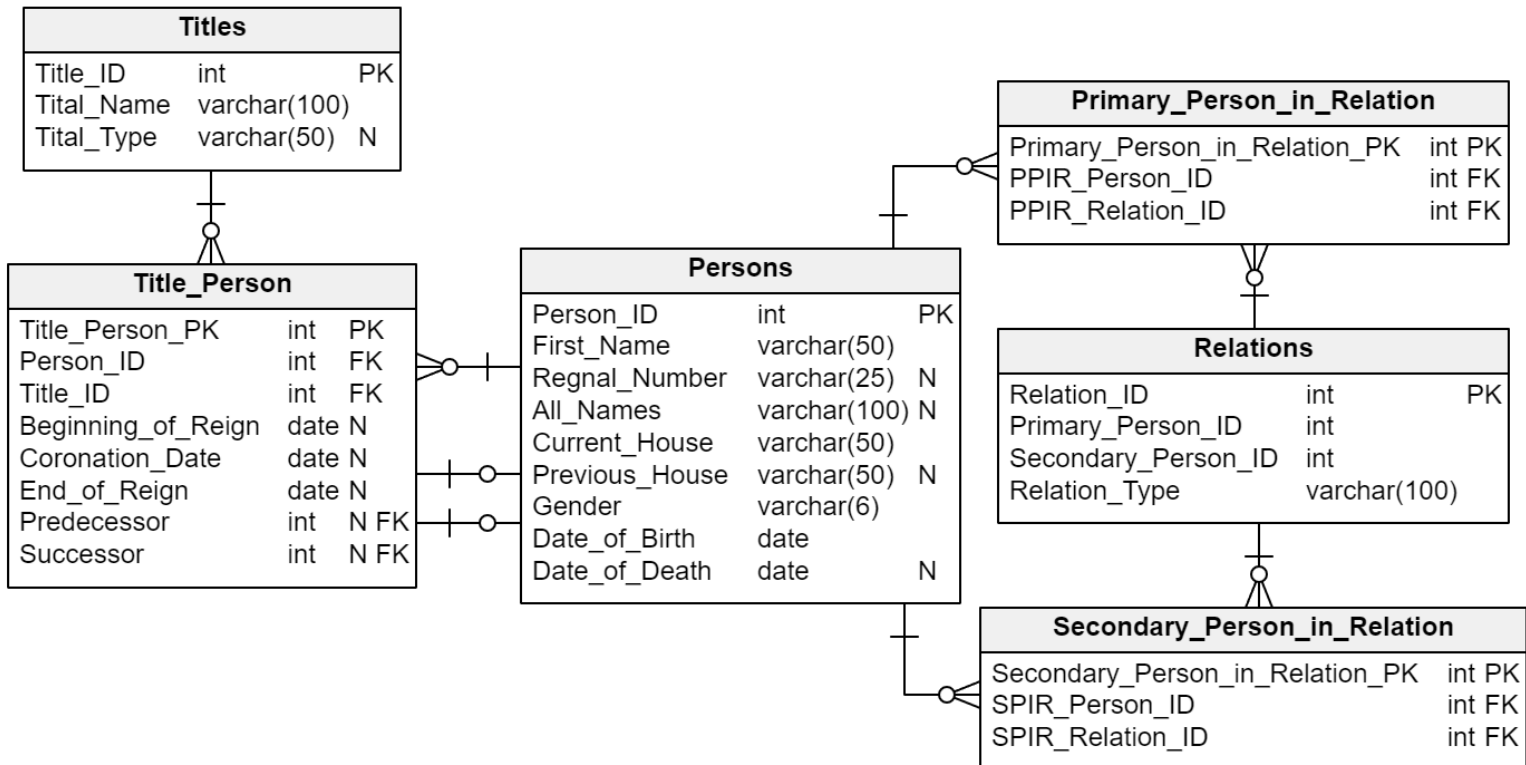 Titles
Title_ID int PK
Tital_Name varchar(100)
Tital_Type varchar(50) N
Title_Person
Title_Person_PK int PK
Person_ID int FK
Title_ID int FK
Beginning_of_Reign date N
Coronation_Date date N
End_of_Reign date N
Predecessor int N FK
Successor int N FK
Persons
Person_ID int PK
First_Name varchar(50)
Regnal_Number varchar(25) N
All_Names varchar(100) N
Current_House varchar(50)
Previous_House varchar(50) N
Gender varchar(6)
Date_of_Birth date
Date_of_Death date N
Primary_Person_in_Relation
Primary_Person_in_Relation_PK int PK
PPIR_Person_ID int FK
PPIR_Relation_ID int FK
Relations
Relation_ID int PK
Primary_Person_ID int
Secondary_Person_ID int
Relation_Type varchar(100)
Secondary_Person_in_Relation
Secondary_Person_in_Relation_PK int PK
SPIR_Person_ID int FK
SPIR_Relation_ID int FK